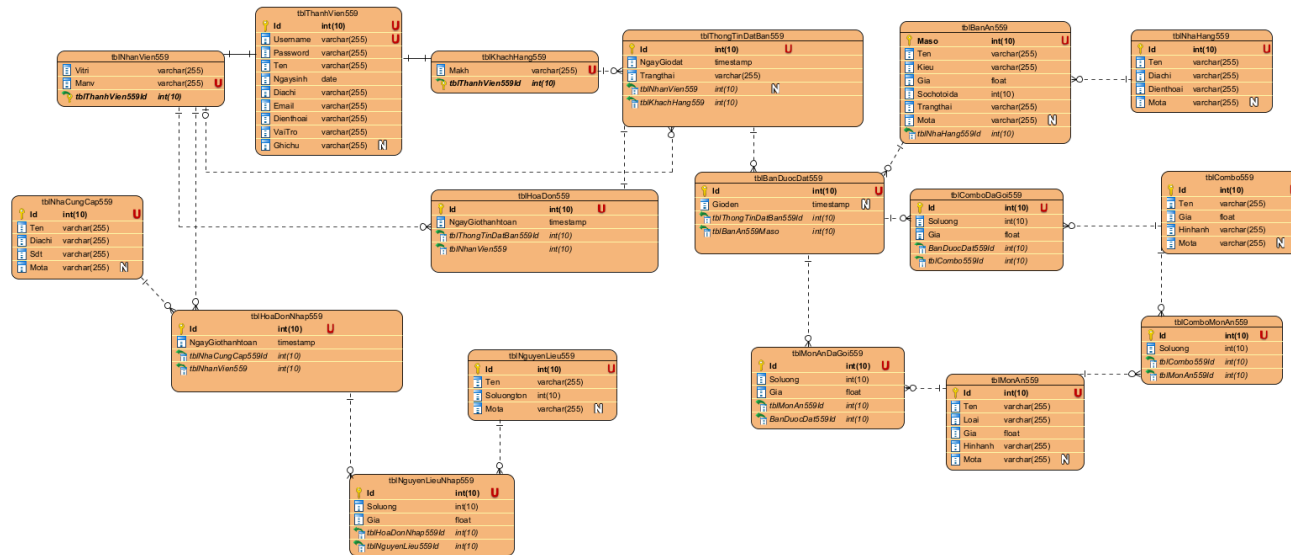 tblThanhVien559
Id int(10) U
Username varchar(255) U
Password varchar(255)
Ten varchar(255)
Ngaysinh date
Diachi varchar(255)
Email varchar(255)
Dienthoai varchar(255)
VaiTro varchar(255)
Ghichu varchar(255) N
tblNhanVien559
Vitri varchar(255)
Manv varchar(255) U
tblThanhVien559Id int(10)
tblKhachHang559
Makh varchar(255) U
tblThanhVien559Id int(10)
tblThongTinDatBan559
Id int(10) U
NgayGiodat timestamp
Trangthai varchar(255)
tblNhanVien559 int(10) N
tblKhachHang559 int(10)
tblBanAn559
Maso int(10) U
Ten varchar(255)
Kieu varchar(255)
Gia float
Sochotoida int(10)
Trangthai varchar(255)
Mota varchar(255) N
tblNhaHang559Id int(10)
tblNhaHang559
Id int(10) U
Ten varchar(255)
Diachi varchar(255)
Dienthoai varchar(255)
Mota varchar(255) N
tblNhaCungCap559
Id int(10) U
Ten varchar(255)
Diachi varchar(255)
Sdt varchar(255)
Mota varchar(255) N
tblHoaDon559
Id int(10) U
NgayGiothantoan timestamp
tblThongTinDatBan559Id int(10)
tblNhanVien559 int(10)
tblBanDuocDat559
Id int(10) U
Gioden timestamp N
tblThongTinDatBan559Id int(10)
tblBanAn559Maso int(10)
tblComboDaGoi559
Id int(10) U
Soluong int(10)
Gia float
BanDuocDat559Id int(10)
tblCombo559Id int(10)
tblCombo559
Id int(10) U
Ten varchar(255)
Gia float
Hinhanh varchar(255)
Mota varchar(255) N
tblHoaDonNhap559
Id int(10) U
NgayGiothanhtoan timestamp
tblNhaCungCap559Id int(10)
tblNhanVien559 int(10)
tblNguyenLieu559
Id int(10) U
Ten varchar(255)
Soluongton int(10)
Mota varchar(255) N
tblMonAnDaGoi559
Id int(10) U
Soluong int(10)
Gia float
tblMonAn559Id int(10)
BanDuocDat559Id int(10)
tblMonAn559
Id int(10) U
Ten varchar(255)
Loai varchar(255)
Gia float
Hinhanh varchar(255)
Mota varchar(255) N
tblComboMonAn559
Id int(10) U
Soluong int(10)
tblCombo559Id int(10)
tblMonAn559Id int(10)
tblNguyenLieuNhap559
Id int(10) U
Soluong int(10)
Gia float
tblHoaDonNhap559Id int(10)
tblNguyenLieu559Id int(10)